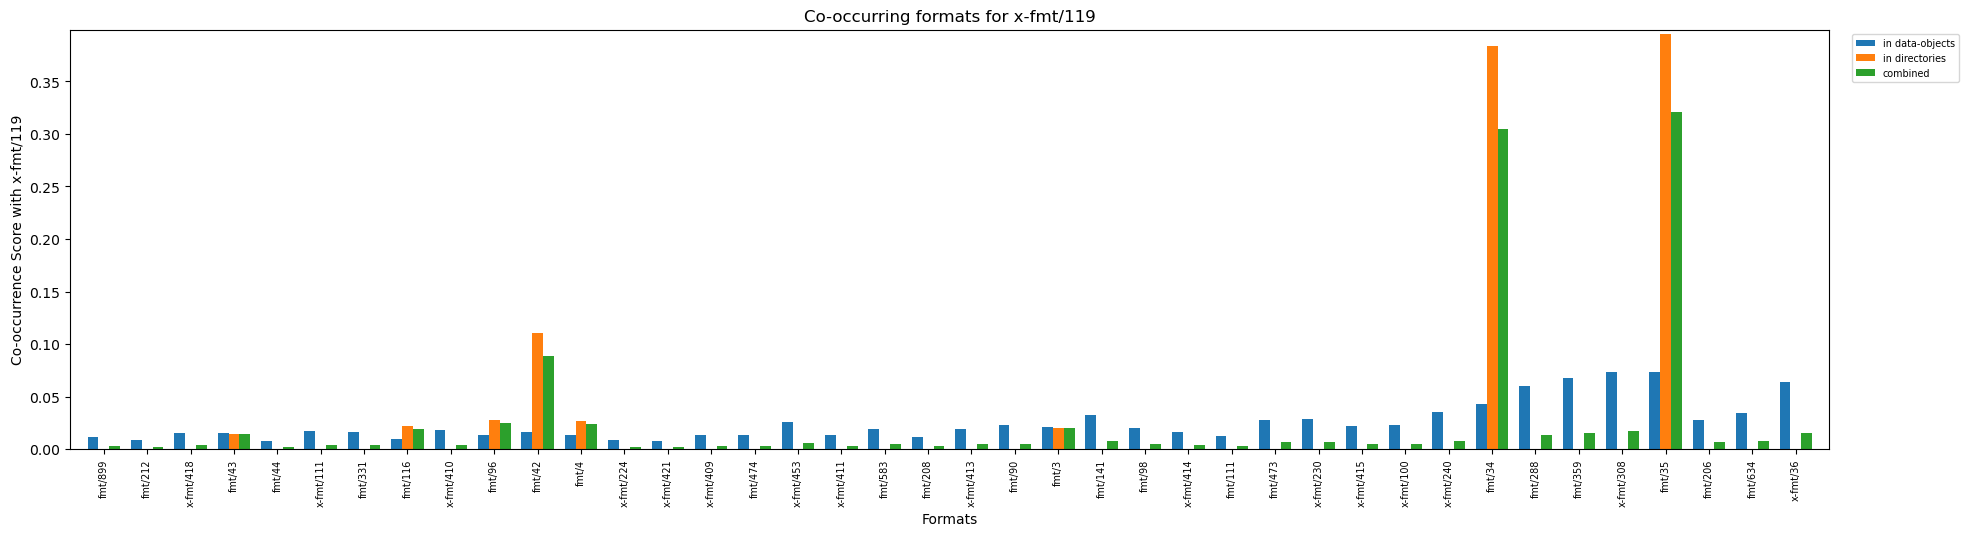 Co-occurring formats for x-fmt/119
in data-objects
in directories
combined
Co-occurrence Score with x-fmt/119
0.35
0.30
0.25
0.20
0.15
0.10
0.05
0.00
fmt/899
fmt/212
x-fmt/418
fmt/43
fmt/44
x-fmt/111
fmt/331
fmt/116
x-fmt/410
fmt/96
fmt/42
fmt/4
x-fmt/224
x-fmt/421
x-fmt/409
fmt/474
x-fmt/453
x-fmt/411
fmt/583
fmt/208
x-fmt/413
fmt/90
fmt/3
fmt/141
fmt/98
x-fmt/414
fmt/111
fmt/473
x-fmt/230
x-fmt/415
x-fmt/100
x-fmt/240
fmt/34
fmt/288
fmt/359
x-fmt/308
fmt/35
fmt/206
fmt/634
x-fmt/36
Formats